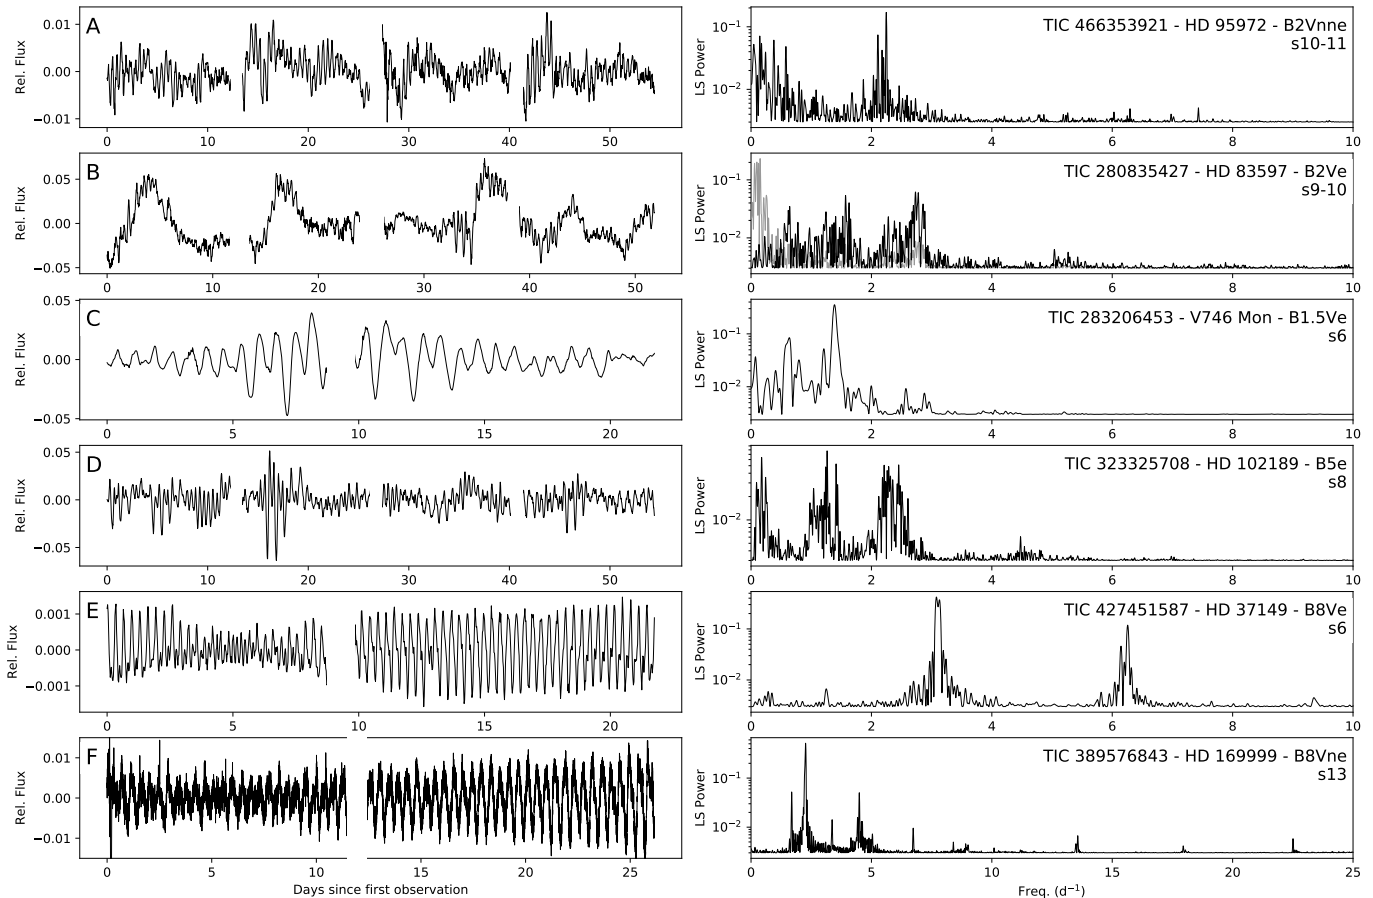 A
Rel. Flux
0.01
0.00
−0.01
0 10 20 30 40 50
TIC 466353921 - HD 95972 - B2Vnne
s10-11
LS Power
10⁻¹
10⁻²
0 2 4 6 8 10
B
Rel. Flux
0.05
0.00
−0.05
0 10 20 30 40 50
TIC 280835427 - HD 83597 - B2Ve
s9-10
LS Power
10⁻¹
10⁻²
0 2 4 6 8 10
C
Rel. Flux
0.05
0.00
−0.05
0 5 10 15 20
TIC 283206453 - V746 Mon - B1.5Ve
s6
LS Power
10⁻¹
10⁻²
0 2 4 6 8 10
D
Rel. Flux
0.05
0.00
−0.05
0 10 20 30 40 50
TIC 323325708 - HD 102189 - B5e
s8
LS Power
10⁻²
0 2 4 6 8 10
E
Rel. Flux
0.001
0.000
−0.001
0 5 10 15 20
TIC 427451587 - HD 37149 - B8Ve
s6
LS Power
10⁻¹
10⁻²
0 2 4 6 8 10
F
Rel. Flux
0.01
0.00
−0.01
0 5 10 15 20 25
Days since first observation
TIC 389576843 - HD 169999 - B8Vne
s13
LS Power
10⁻¹
10⁻²
0 5 10 15 20 25
Freq. (d⁻¹)